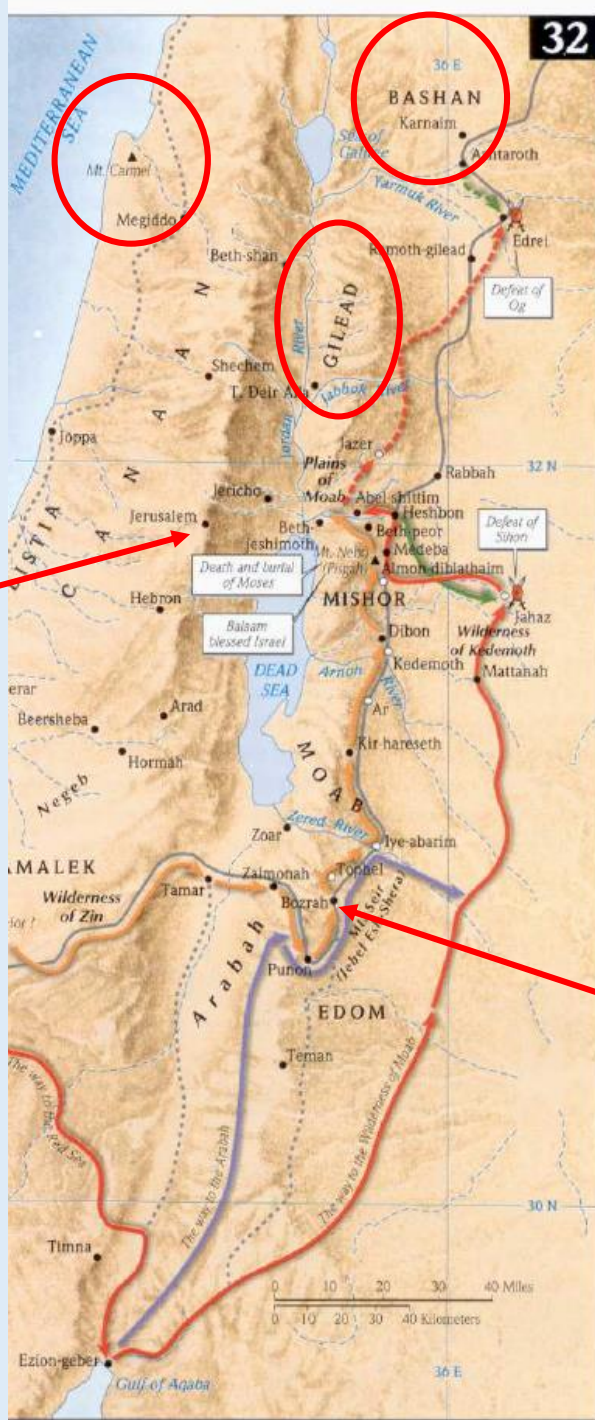 32
MEDITERRANEAN
SEA
36 E
BASHAN
Karnaim
Sea of
Galilee
Ashtaroth
Mt. Carmel
Yarmuk River
Megiddo
Edrei
Beth-shan
Ramoth-gilead
Defeat of
Og
GILEAD
River
Shechem
T. Deir Alla
Jabbok River
Jordan
CANAAN
Joppa
Jazer
Plains
of
Moab
32 N
Rabbah
Jericho
Abel-shittim
Heshbon
Jerusalem
Beth-
jeshimoth
Beth-peor
Defeat of
Sihon
Mt. Nebo
(Pisgah)
Medeba
Death and burial
of Moses
Almon-diblathaim
LISTIA
MISHOR
Jahaz
Hebron
Balaam
blessed Israel
Dibon
Wilderness
of Kedemoth
DEAD
SEA
Kedemoth
Arnon
River
Mattanah
erar
Ar
Arad
Beersheba
Kir-hareseth
Hormah
MOAB
Negeb
Zered River
Zoar
Iye-abarim
AMALEK
Zalmonah
Tophel
Tamar
Wilderness
of Zin
Bozrah
Mt. Seir
(Jebel Esh-Shera)
Arabah
Punon
EDOM
Teman
The way to the Red Sea
The way to the Arabah
The way to the Wilderness of Moab
30 N
Timna
0 10 20 40 Miles
0 10 20 30 40 Kilometers
Ezion-geber
Gulf of Aqaba
36 E